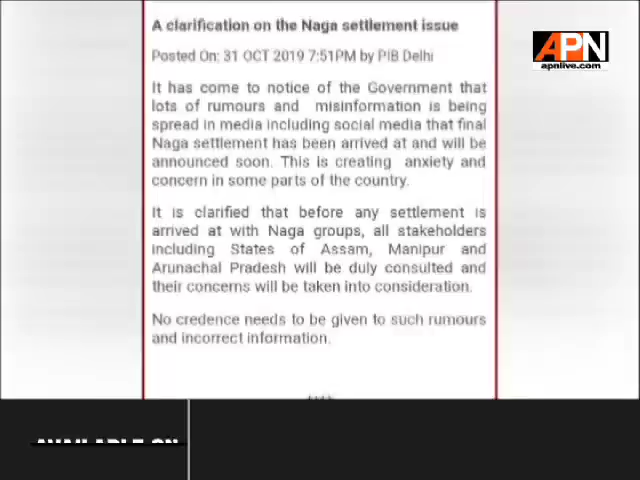 A clarification on the Naga settlement issue
APN
apnlive.com
Posted On: 31 OCT 2019 7:51PM by PIB Delhi
It has come to notice of the Government that
lots of rumours and misinformation is being
spread in media including social media that final
Naga settlement has been arrived at and will be
announced soon. This is creating anxiety and
concern in some parts of the country.
It is clarified that before any settlement is
arrived at with Naga groups, all stakeholders
including States of Assam, Manipur and
Arunachal Pradesh will be duly consulted and
their concerns will be taken into consideration.
No credence needs to be given to such rumours
and incorrect information.
AVAILABLE ON